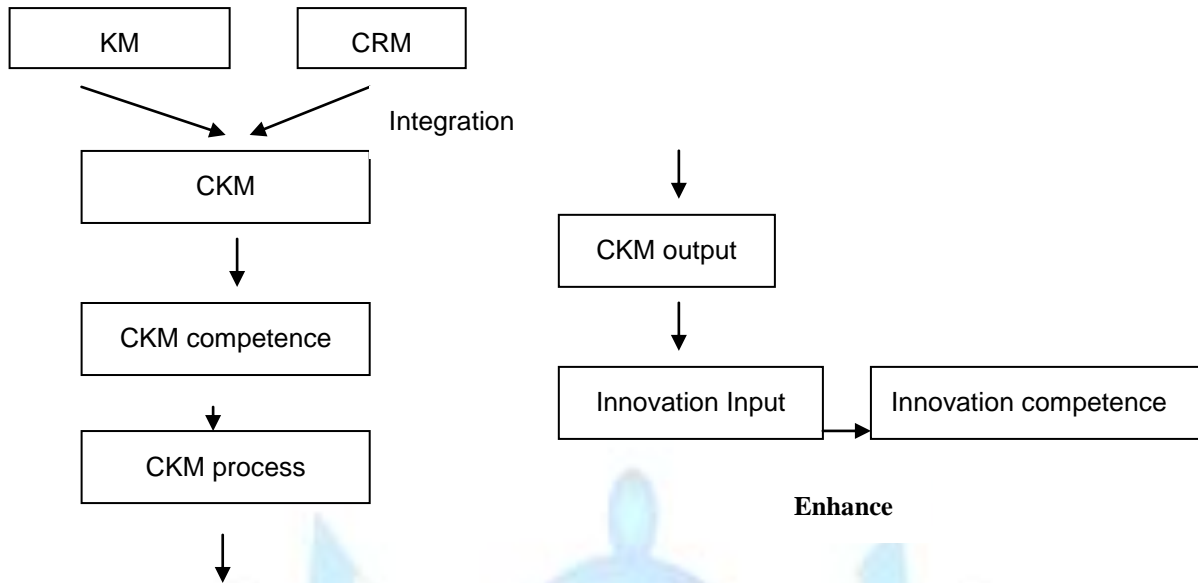 KM
CRM
Integration
CKM
CKM competence
CKM process
CKM output
Innovation Input
Innovation competence
Enhance